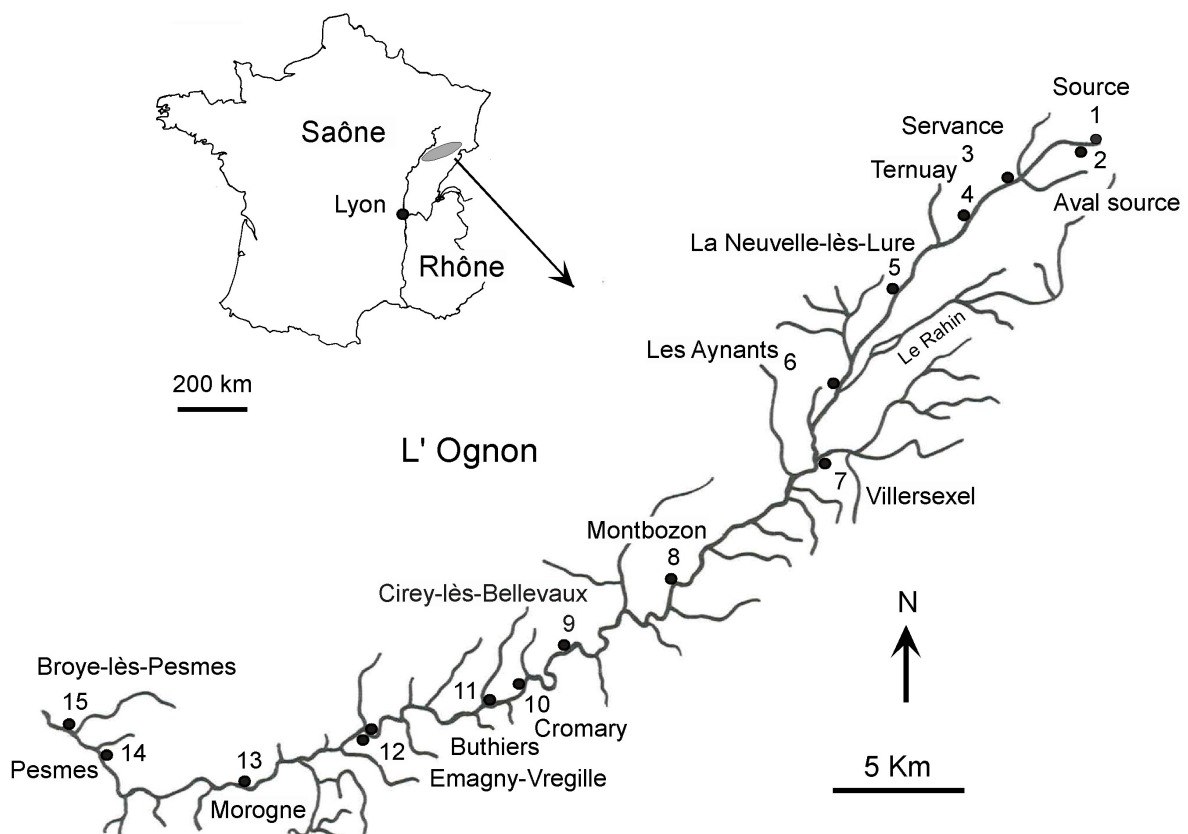 Source
1
Servance
3
2
Ternuay
4
Aval source
Saône
Lyon
Rhône
La Neuvelle-lès-Lure
5
Le Rahin
Les Aynants
6
200 km
L' Ognon
7
Villersexel
Montbozon
8
Cirey-lès-Bellevaux
9
N
Broye-lès-Pesmes
15
11
10
Cromary
Buthiers
12
Emagny-Vregille
14
Pesmes
13
Morogne
5 Km